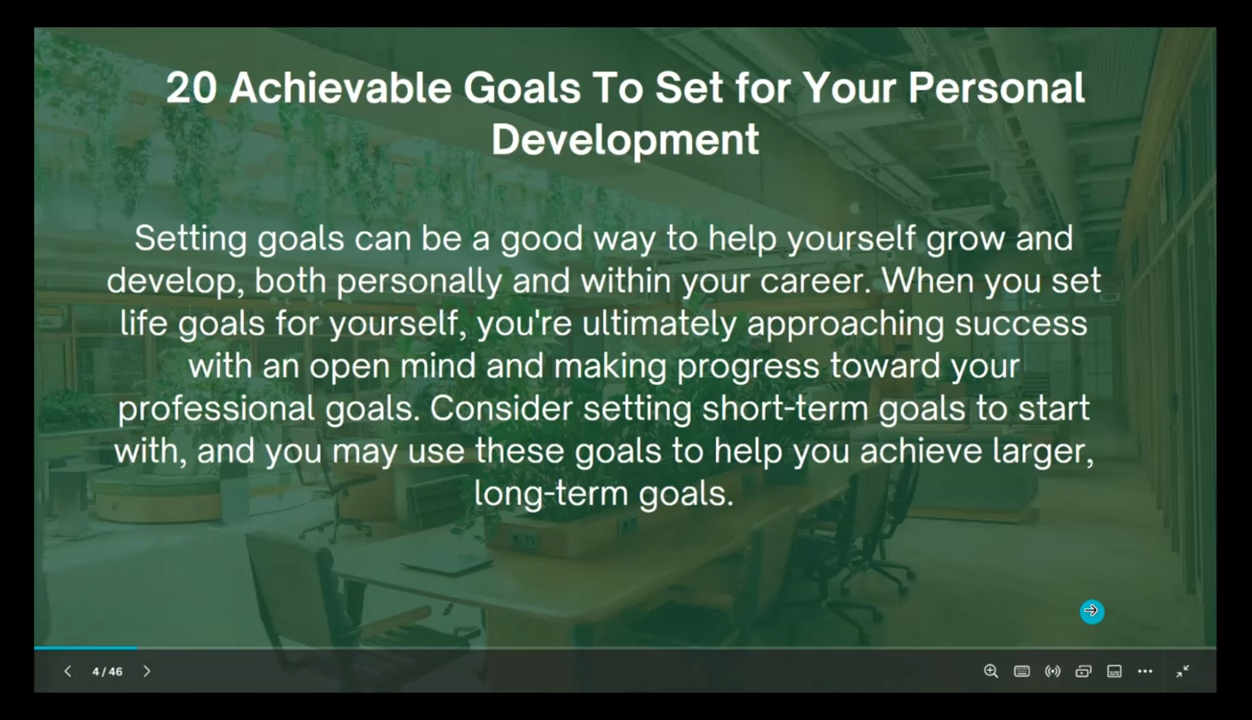 20 Achievable Goals To Set for Your Personal
Development
Setting goals can be a good way to help yourself grow and
develop, both personally and within your career. When you set
life goals for yourself, you're ultimately approaching success
with an open mind and making progress toward your
professional goals. Consider setting short-term goals to start
with, and you may use these goals to help you achieve larger,
long-term goals.
4 / 46